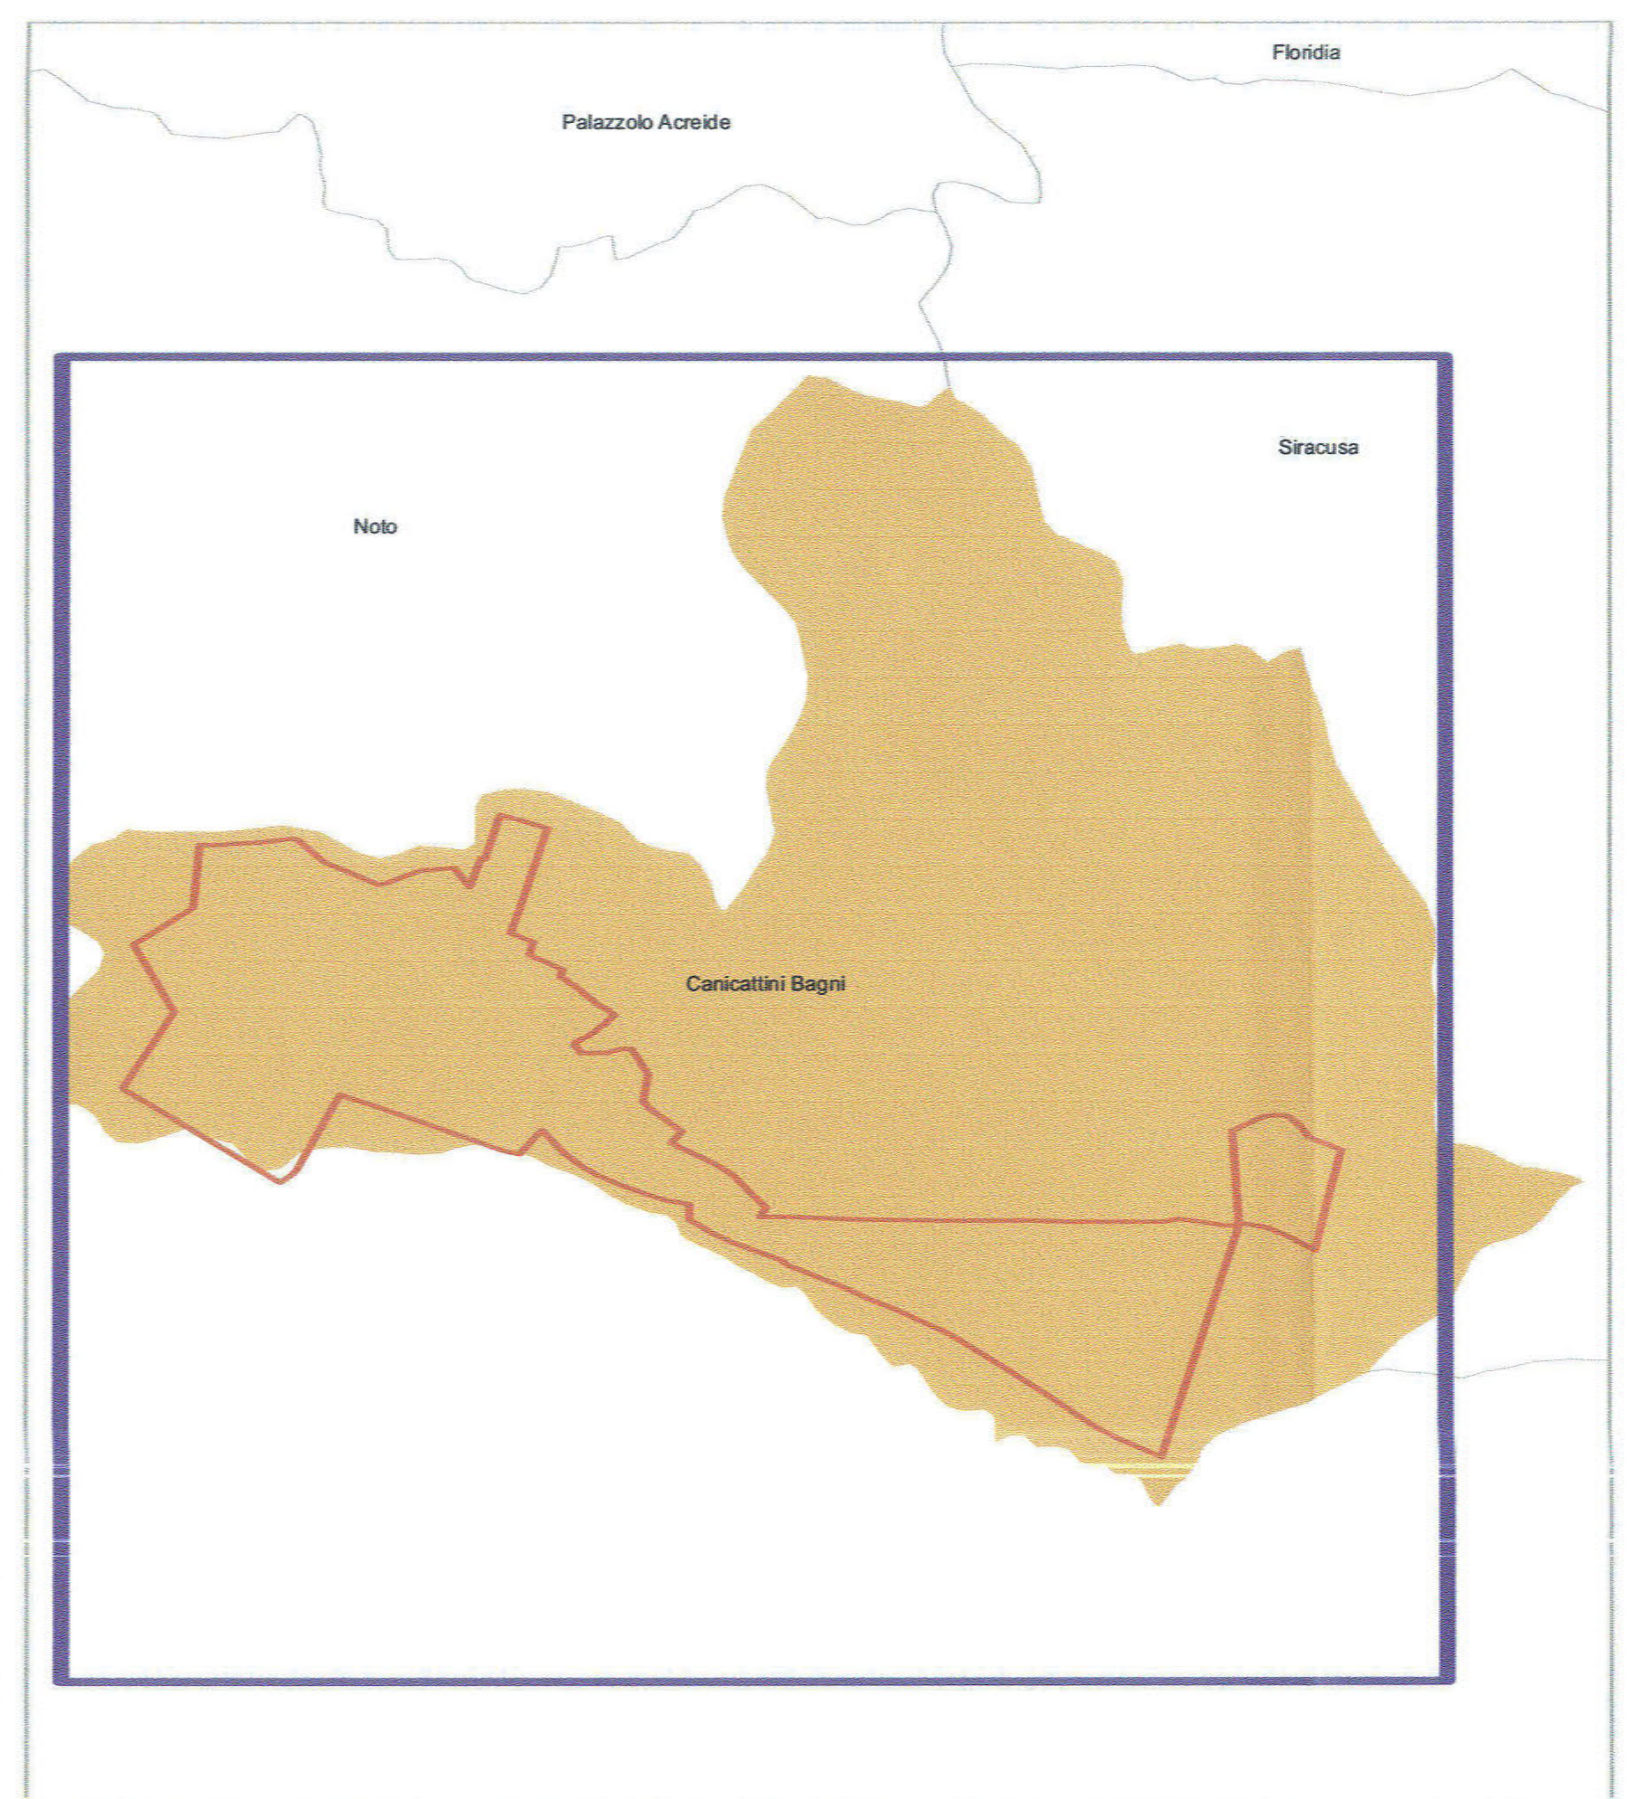 Floridia
Palazzolo Acreide
Siracusa
Noto
Canicattini Bagni